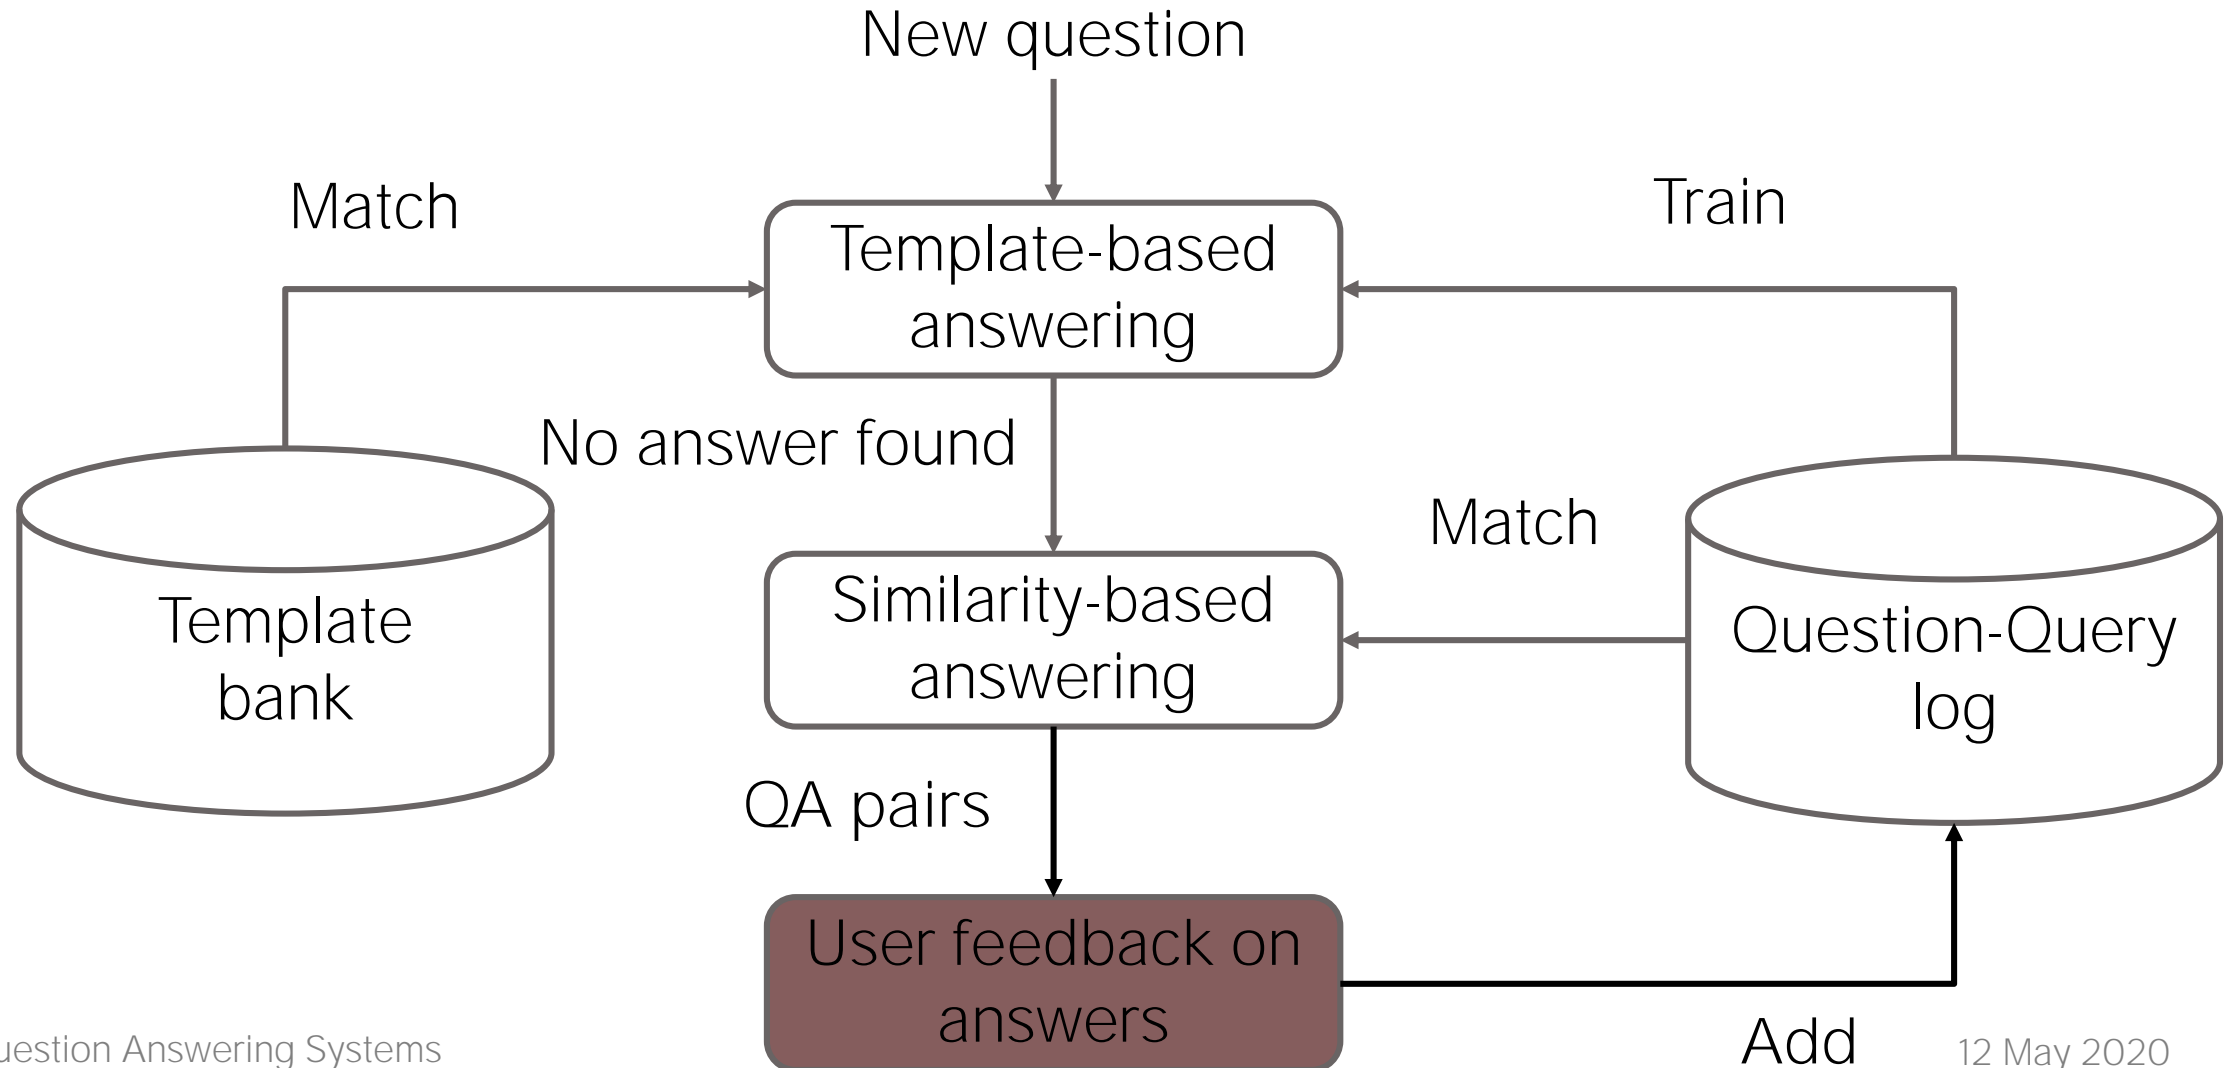 New question
Match
Train
Template-based
answering
No answer found
Match
Template
bank
Similarity-based
answering
Question-Query
log
QA pairs
User feedback on
answers
Add
Answering Systems
12 May 2020